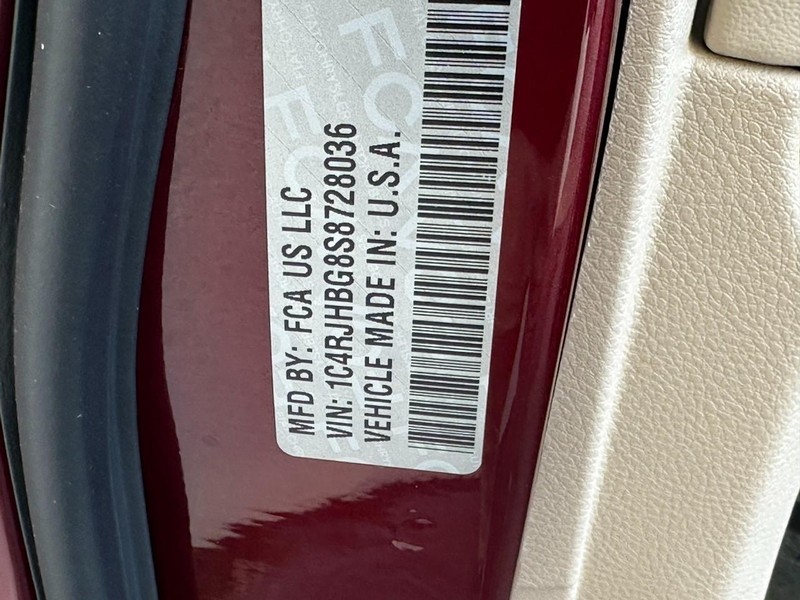 MFD BY: FCA US LLC
VIN: 1C4RJHBG8S8728036
VEHICLE MADE IN: U.S.A.